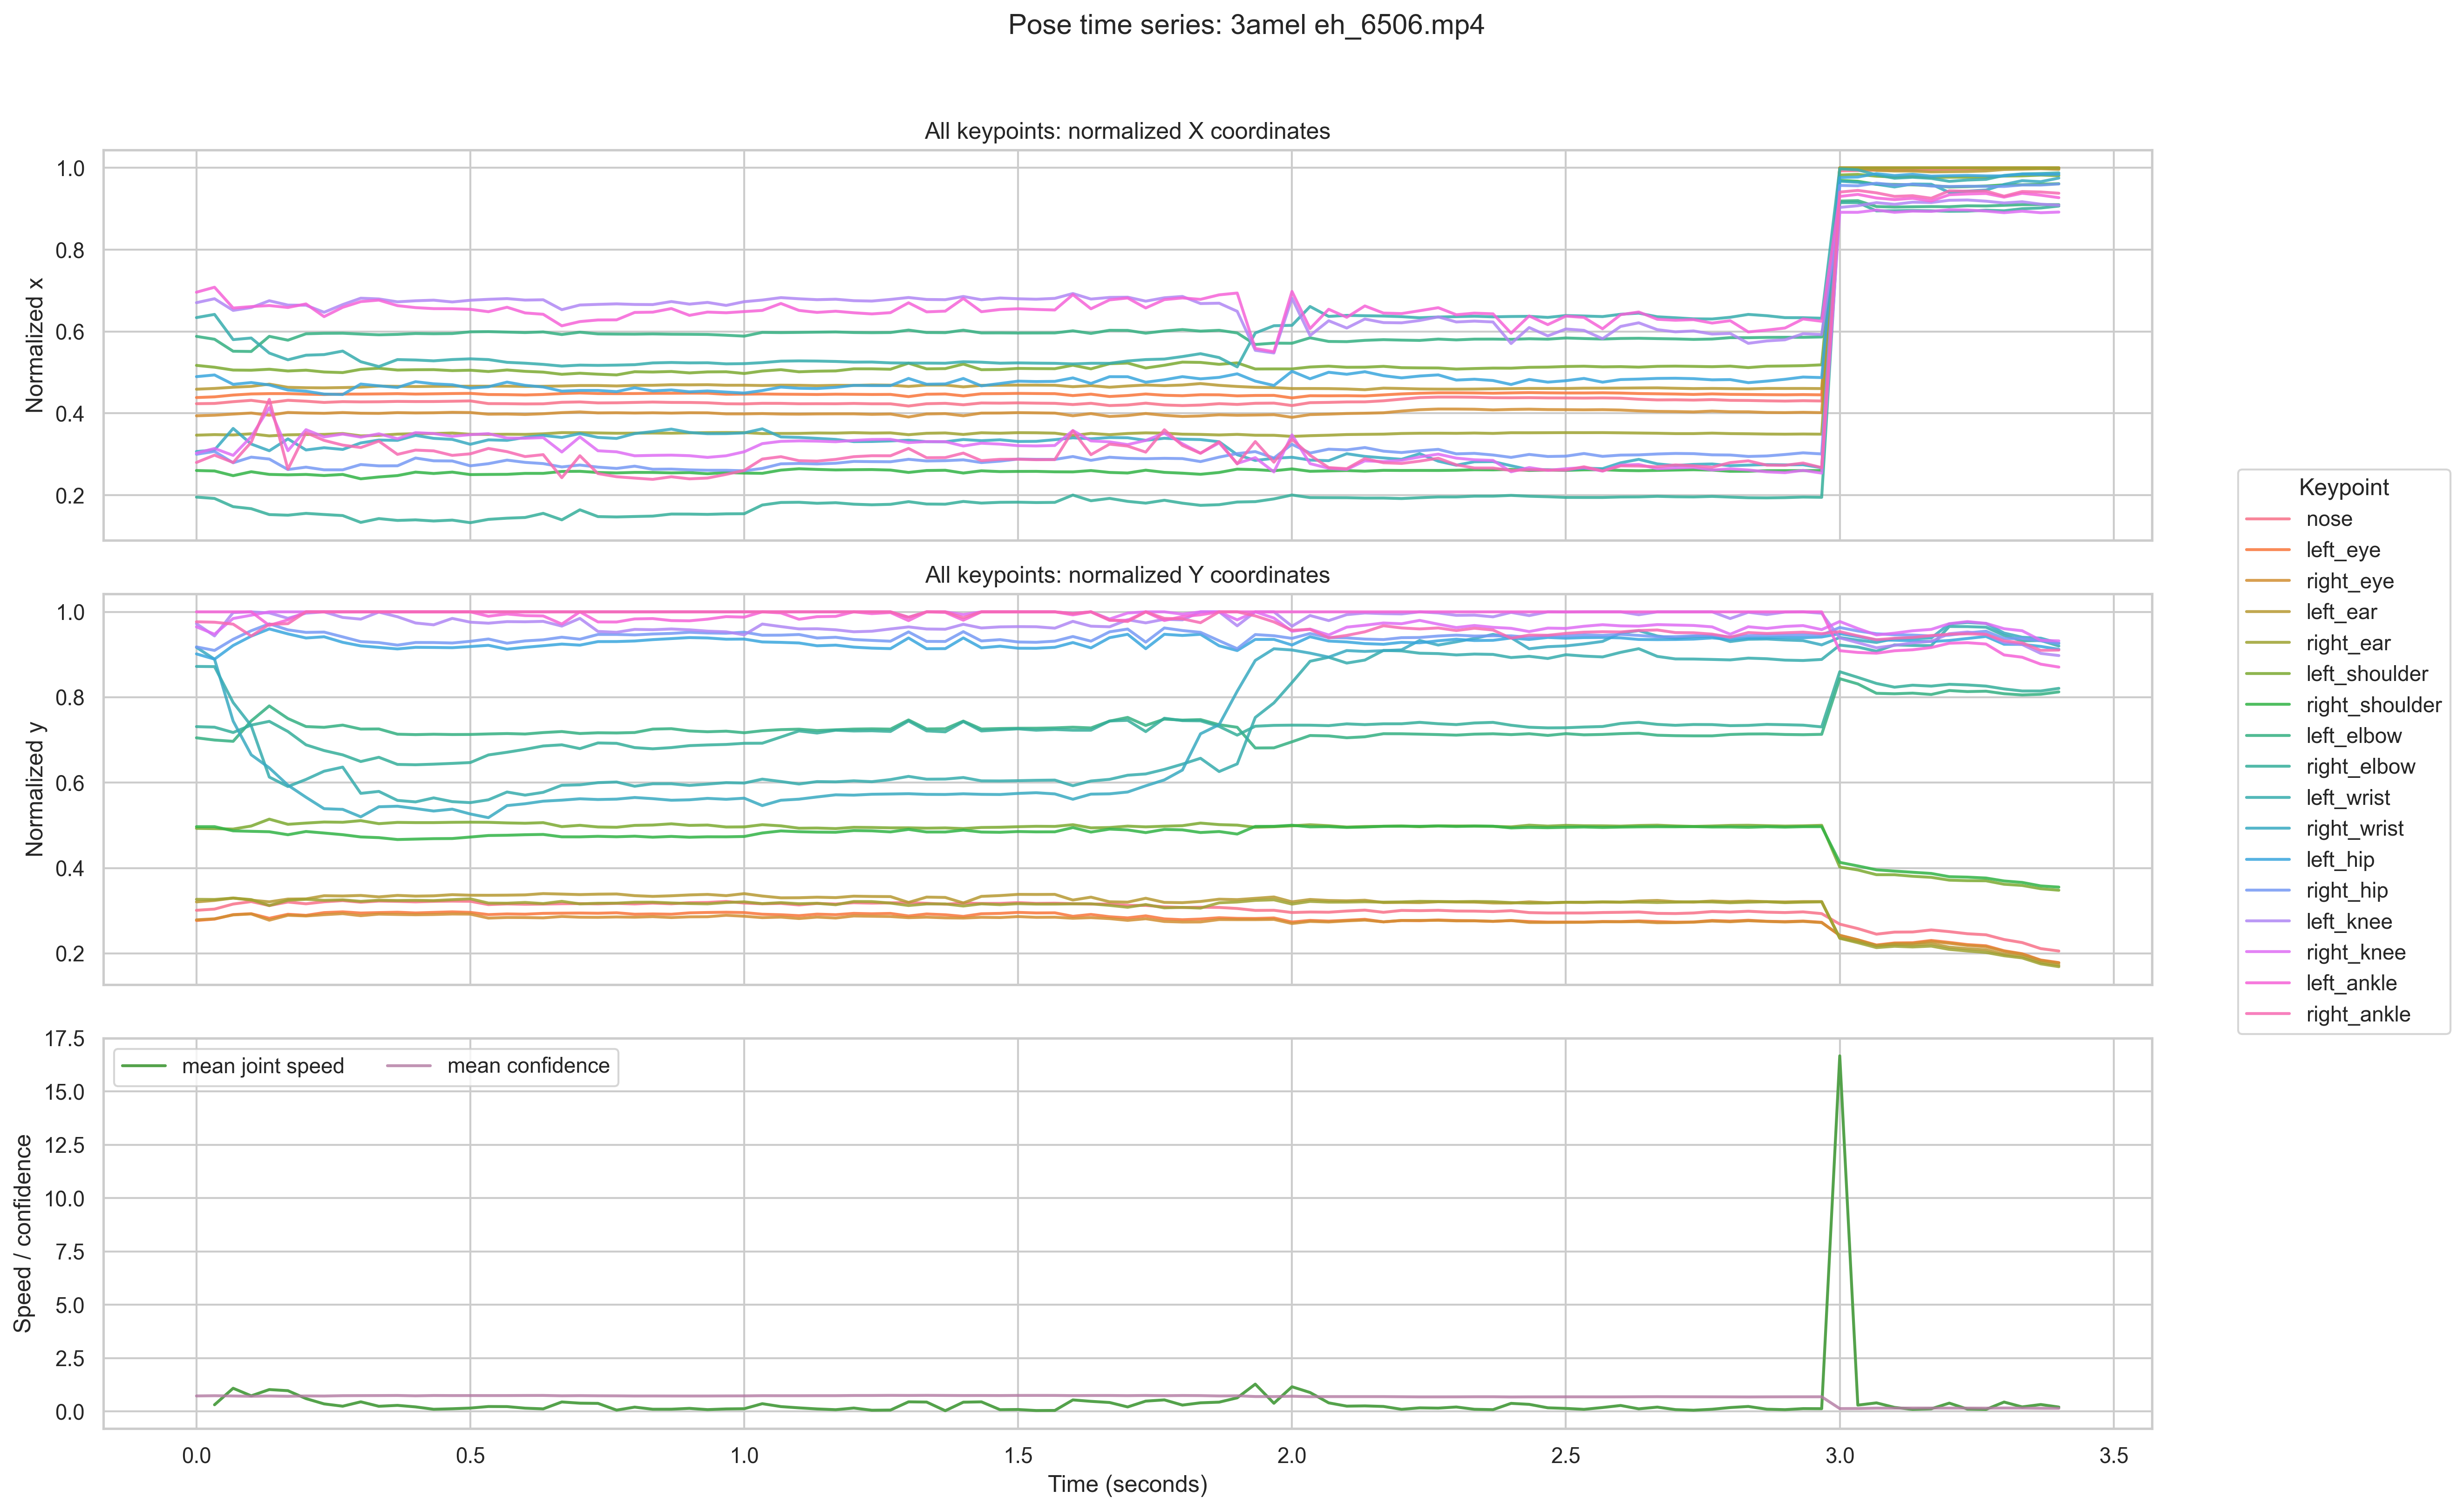 Pose time series: 3amel eh_6506.mp4
All keypoints: normalized X coordinates
1.0
0.8
0.6
0.4
0.2
Normalized x
All keypoints: normalized Y coordinates
1.0
0.8
0.6
0.4
0.2
Normalized y
Keypoint
nose
left_eye
right_eye
left_ear
right_ear
left_shoulder
right_shoulder
left_elbow
right_elbow
left_wrist
right_wrist
left_hip
right_hip
left_knee
right_knee
left_ankle
right_ankle
mean joint speed
mean confidence
17.5
15.0
12.5
10.0
7.5
5.0
2.5
0.0
Speed / confidence
0.0 0.5 1.0 1.5 2.0 2.5 3.0 3.5
Time (seconds)